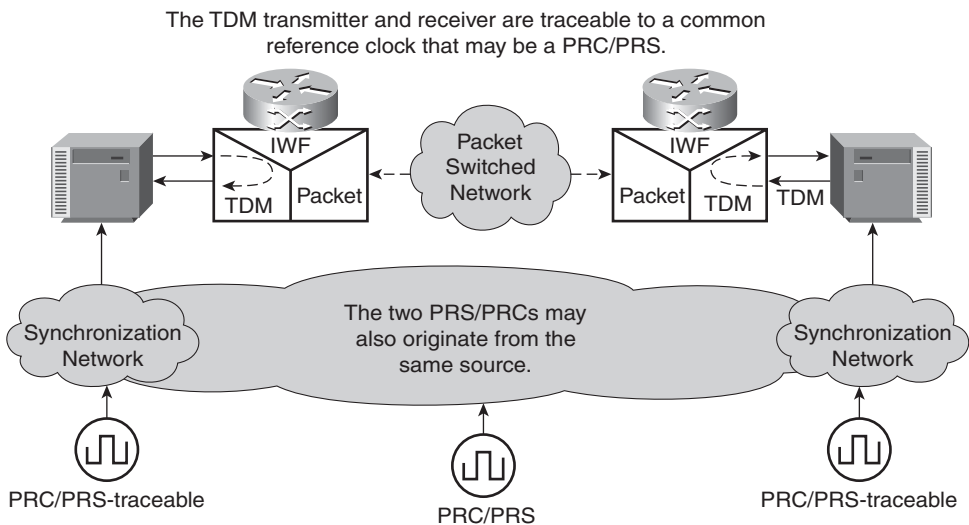 The TDM transmitter and receiver are traceable to a common
reference clock that may be a PRC/PRS.
IWF
TDM
Packet
Packet
Switched
Network
IWF
Packet
TDM
TDM
Synchronization
Network
The two PRS/PRCs may
also originate from the
same source.
Synchronization
Network
PRC/PRS-traceable
PRC/PRS
PRC/PRS-traceable